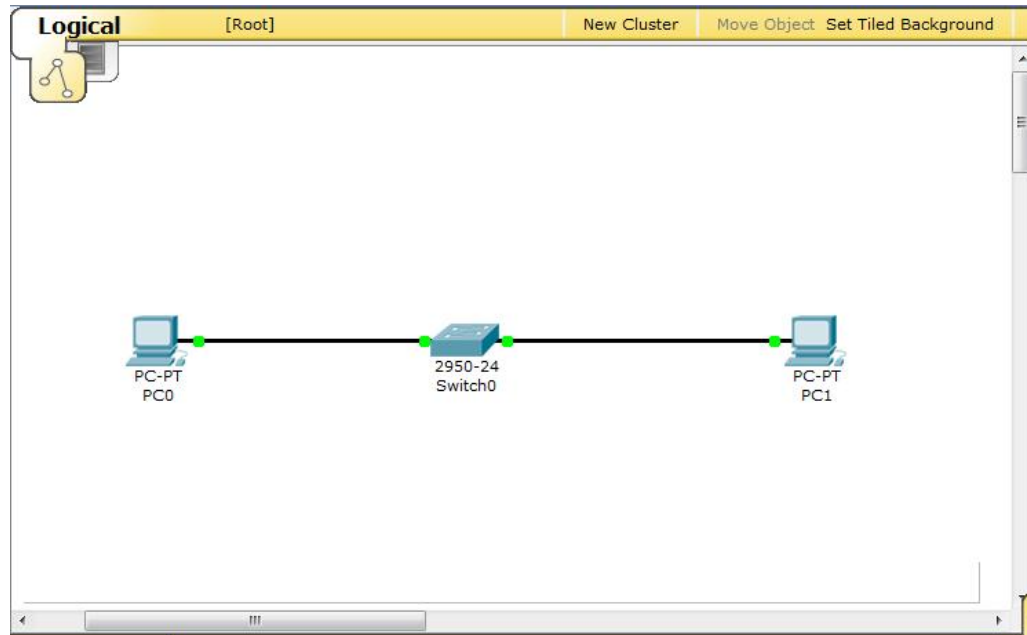 Logical [Root] New Cluster Move Object Set Tiled Background
PC-PT
PC0
2950-24
Switch0
PC-PT
PC1